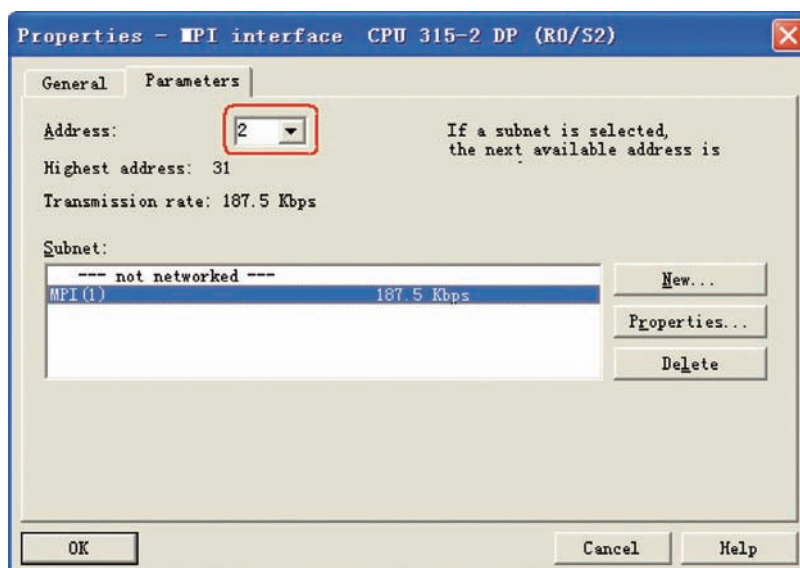 Properties - MPI interface CPU 315-2 DP (R0/S2)
General
Parameters
Address:
2
If a subnet is selected,
the next available address is
Highest address: 31
Transmission rate: 187.5 Kbps
Subnet:
--- not networked ---
MPI(1) 187.5 Kbps
New...
Properties...
Delete
OK
Cancel
Help